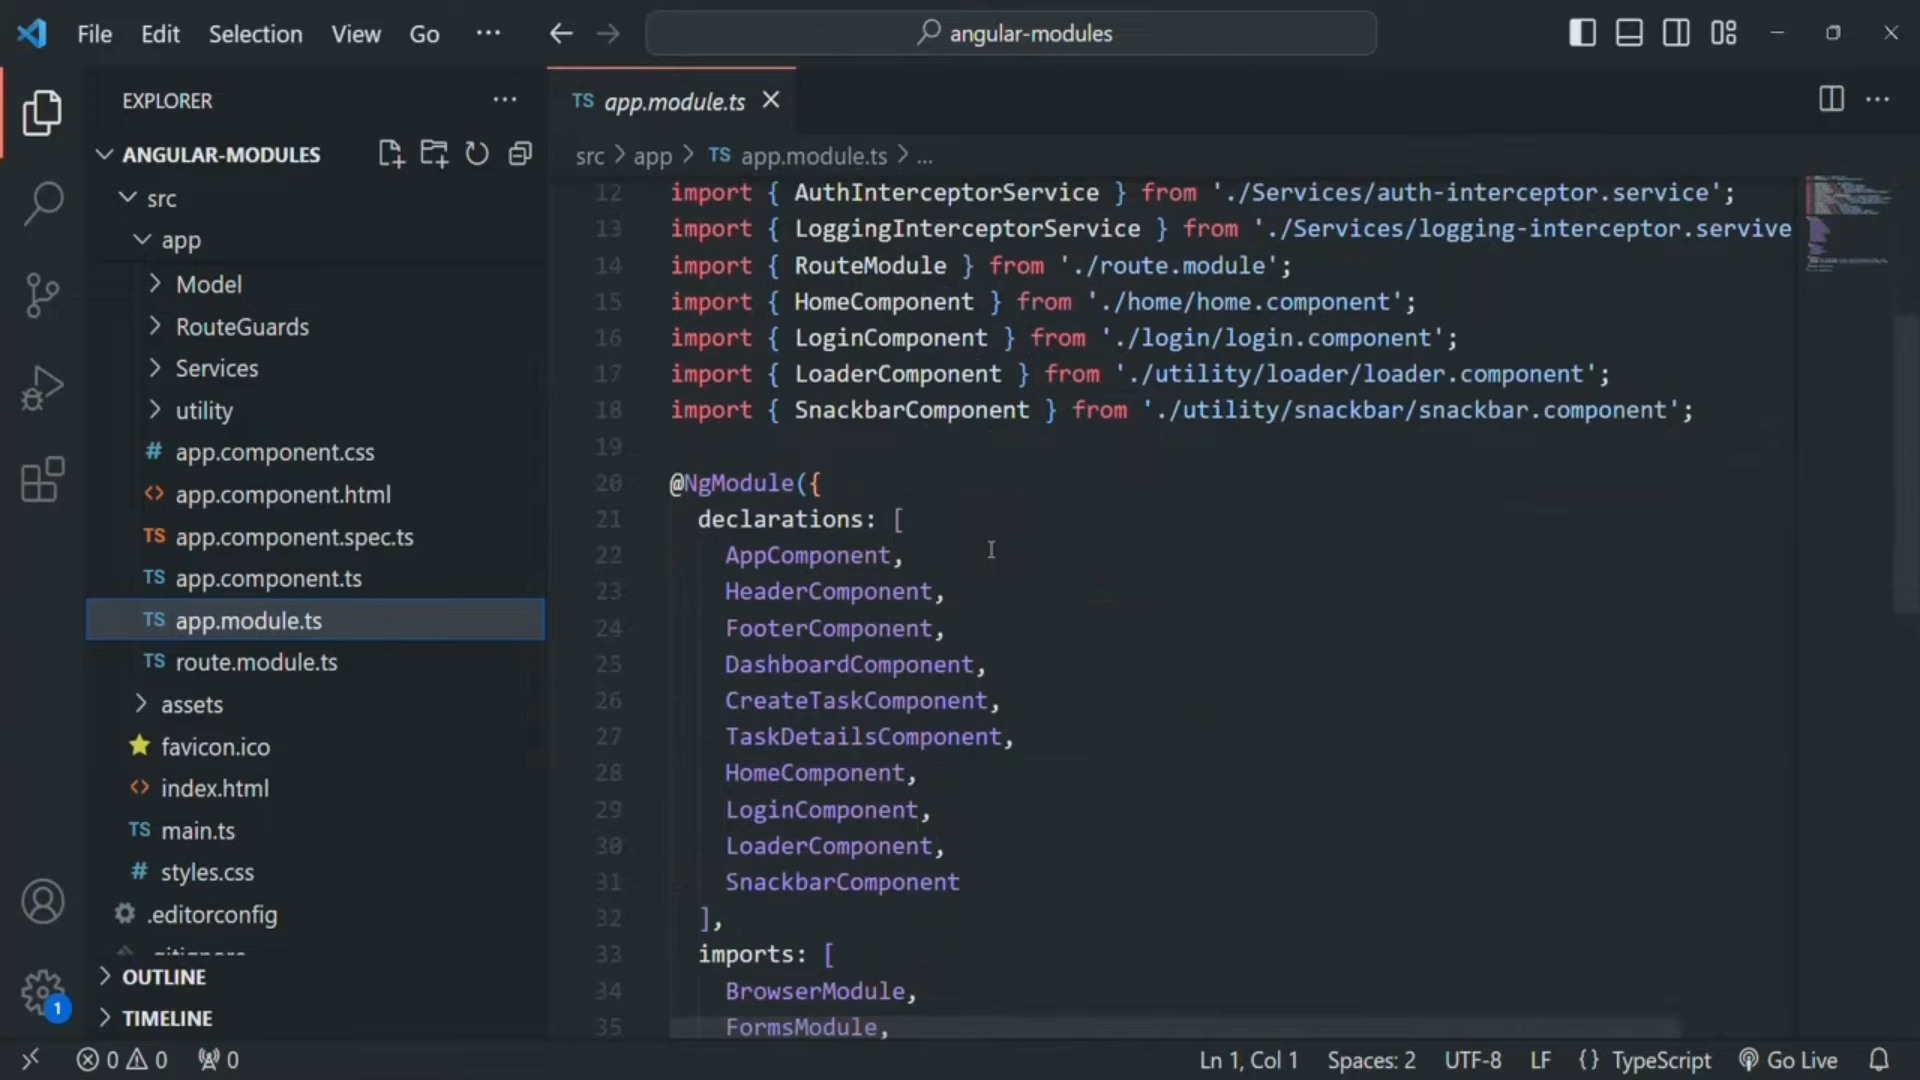 File Edit Selection View Go ··· angular-modules
EXPLORER ···
ANGULAR-MODULES
src
app
Model
RouteGuards
Services
utility
# app.component.css
<> app.component.html
TS app.component.spec.ts
TS app.component.ts
TS app.module.ts
TS route.module.ts
assets
favicon.ico
<> index.html
TS main.ts
# styles.css
.editorconfig
.gitignore
OUTLINE
TIMELINE
1
TS app.module.ts
src > app > TS app.module.ts > ...
12 import { AuthInterceptorService } from './Services/auth-interceptor.service';
13 import { LoggingInterceptorService } from './Services/logging-interceptor.servive
14 import { RouteModule } from './route.module';
15 import { HomeComponent } from './home/home.component';
16 import { LoginComponent } from './login/login.component';
17 import { LoaderComponent } from './utility/loader/loader.component';
18 import { SnackbarComponent } from './utility/snackbar/snackbar.component';
19
20 @NgModule({
21 declarations: [
22 AppComponent,
23 HeaderComponent,
24 FooterComponent,
25 DashboardComponent,
26 CreateTaskComponent,
27 TaskDetailsComponent,
28 HomeComponent,
29 LoginComponent,
30 LoaderComponent,
31 SnackbarComponent
32 ],
33 imports: [
34 BrowserModule,
35 FormsModule,
0 0 0 Ln 1, Col 1 Spaces: 2 UTF-8 LF {} TypeScript Go Live